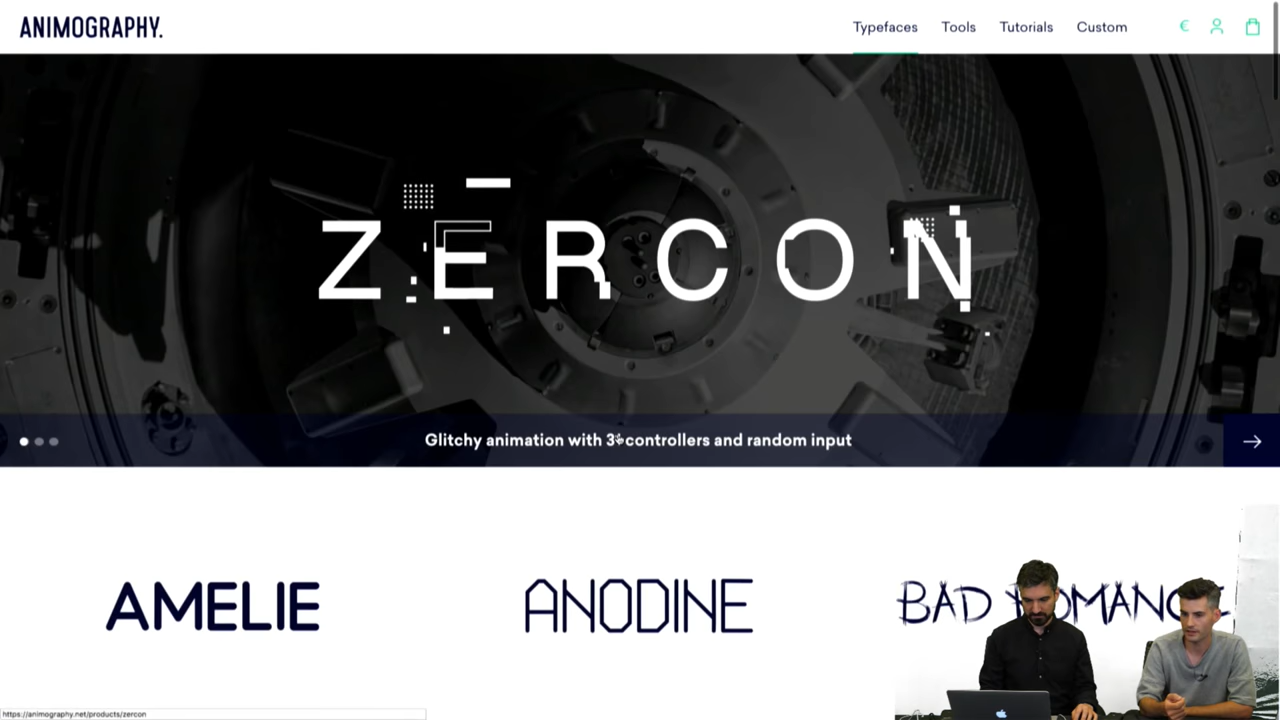 ANIMOGRAPHY.
Typefaces Tools Tutorials Custom €
ZERCON
Glitchy animation with 3 controllers and random input
AMELIE
ANODINE
BAD ROMANCE
https://animography.net/products/zercon